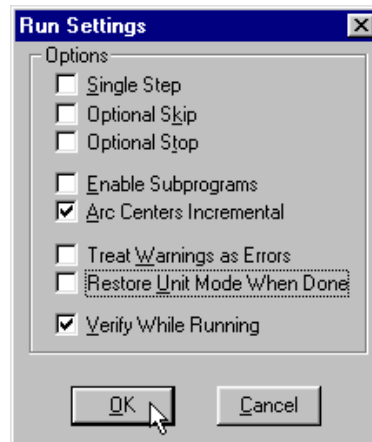 Run Settings
Options
Single Step
Optional Skip
Optional Stop
Enable Subprograms
Arc Centers Incremental
Treat Warnings as Errors
Restore Unit Mode When Done
Verify While Running
OK
Cancel